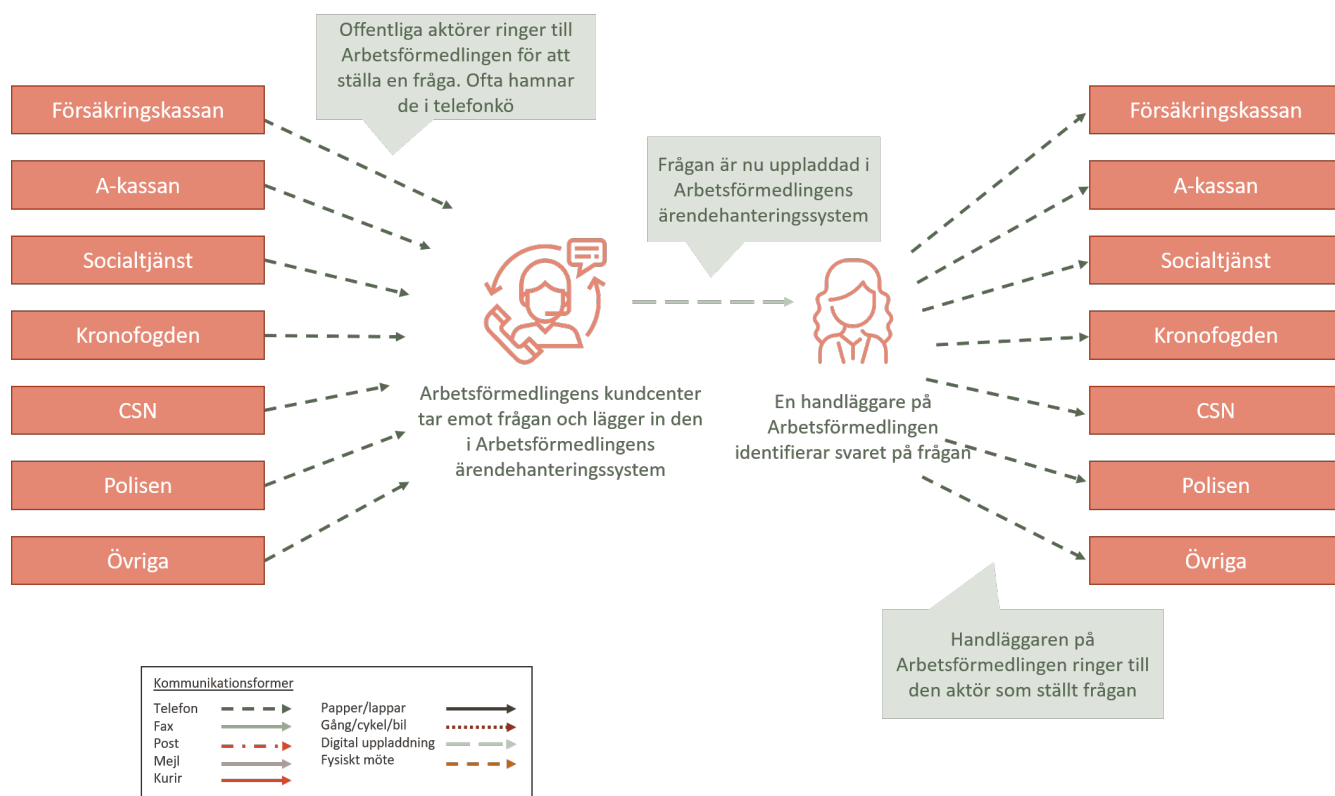 Offentliga aktörer ringer till
Arbetsförmedlingen för att
ställa en fråga. Ofta hamnar
de i telefonkö
Försäkringskassan
A-kassan
Socialtjänst
Kronofogden
CSN
Polisen
Övriga
Arbetsförmedlingens kundcenter
tar emot frågan och lägger in den
i Arbetsförmedlingens
ärendehanteringssystem
Frågan är nu uppladdad i
Arbetsförmedlingens
ärendehanteringssystem
En handläggare på
Arbetsförmedlingen
identifierar svaret på frågan
Försäkringskassan
A-kassan
Socialtjänst
Kronofogden
CSN
Polisen
Övriga
Handläggaren på
Arbetsförmedlingen ringer till
den aktör som ställt frågan
Kommunikationsformer
Telefon
Fax
Post
Mejl
Kurir
Papper/lappar
Gång/cykel/bil
Digital uppladdning
Fysiskt möte